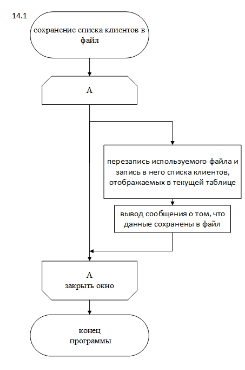 14.1
сохранение списка клиентов в
файл
А
перезапись используемого файла и
запись в него списка клиентов,
отображаемых в текущей таблице
вывод сообщения о том, что
данные сохранены в файл
А
закрыть окно
конец
программы